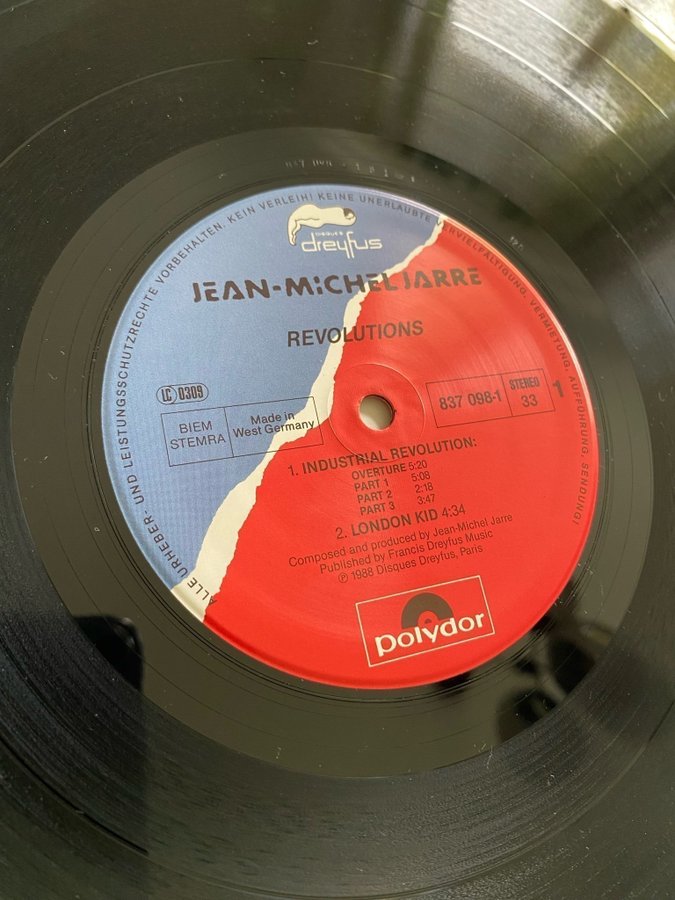 ALLE URHEBER- UND LEISTUNGSSCHUTZRECHTE VORBEHALTEN. KEIN VERLEIH! KEINE UNERLAUBTE VERVIELFÄLTIGUNG, VERMIETUNG, AUFFÜHRUNG, SENDUNG!
DISQUES
dreyfus
JEAN-MICHEL JARRE
REVOLUTIONS
LC 0309
BIEM
STEMRA
Made in
West Germany
837 098-1
STEREO
33
1
1. INDUSTRIAL REVOLUTION:
OVERTURE 5:20
PART 1 5:08
PART 2 2:18
PART 3 3:47
2. LONDON KID 4:34
Composed and produced by Jean-Michel Jarre
Published by Francis Dreyfus Music
℗ 1988 Disques Dreyfus, Paris
polydor